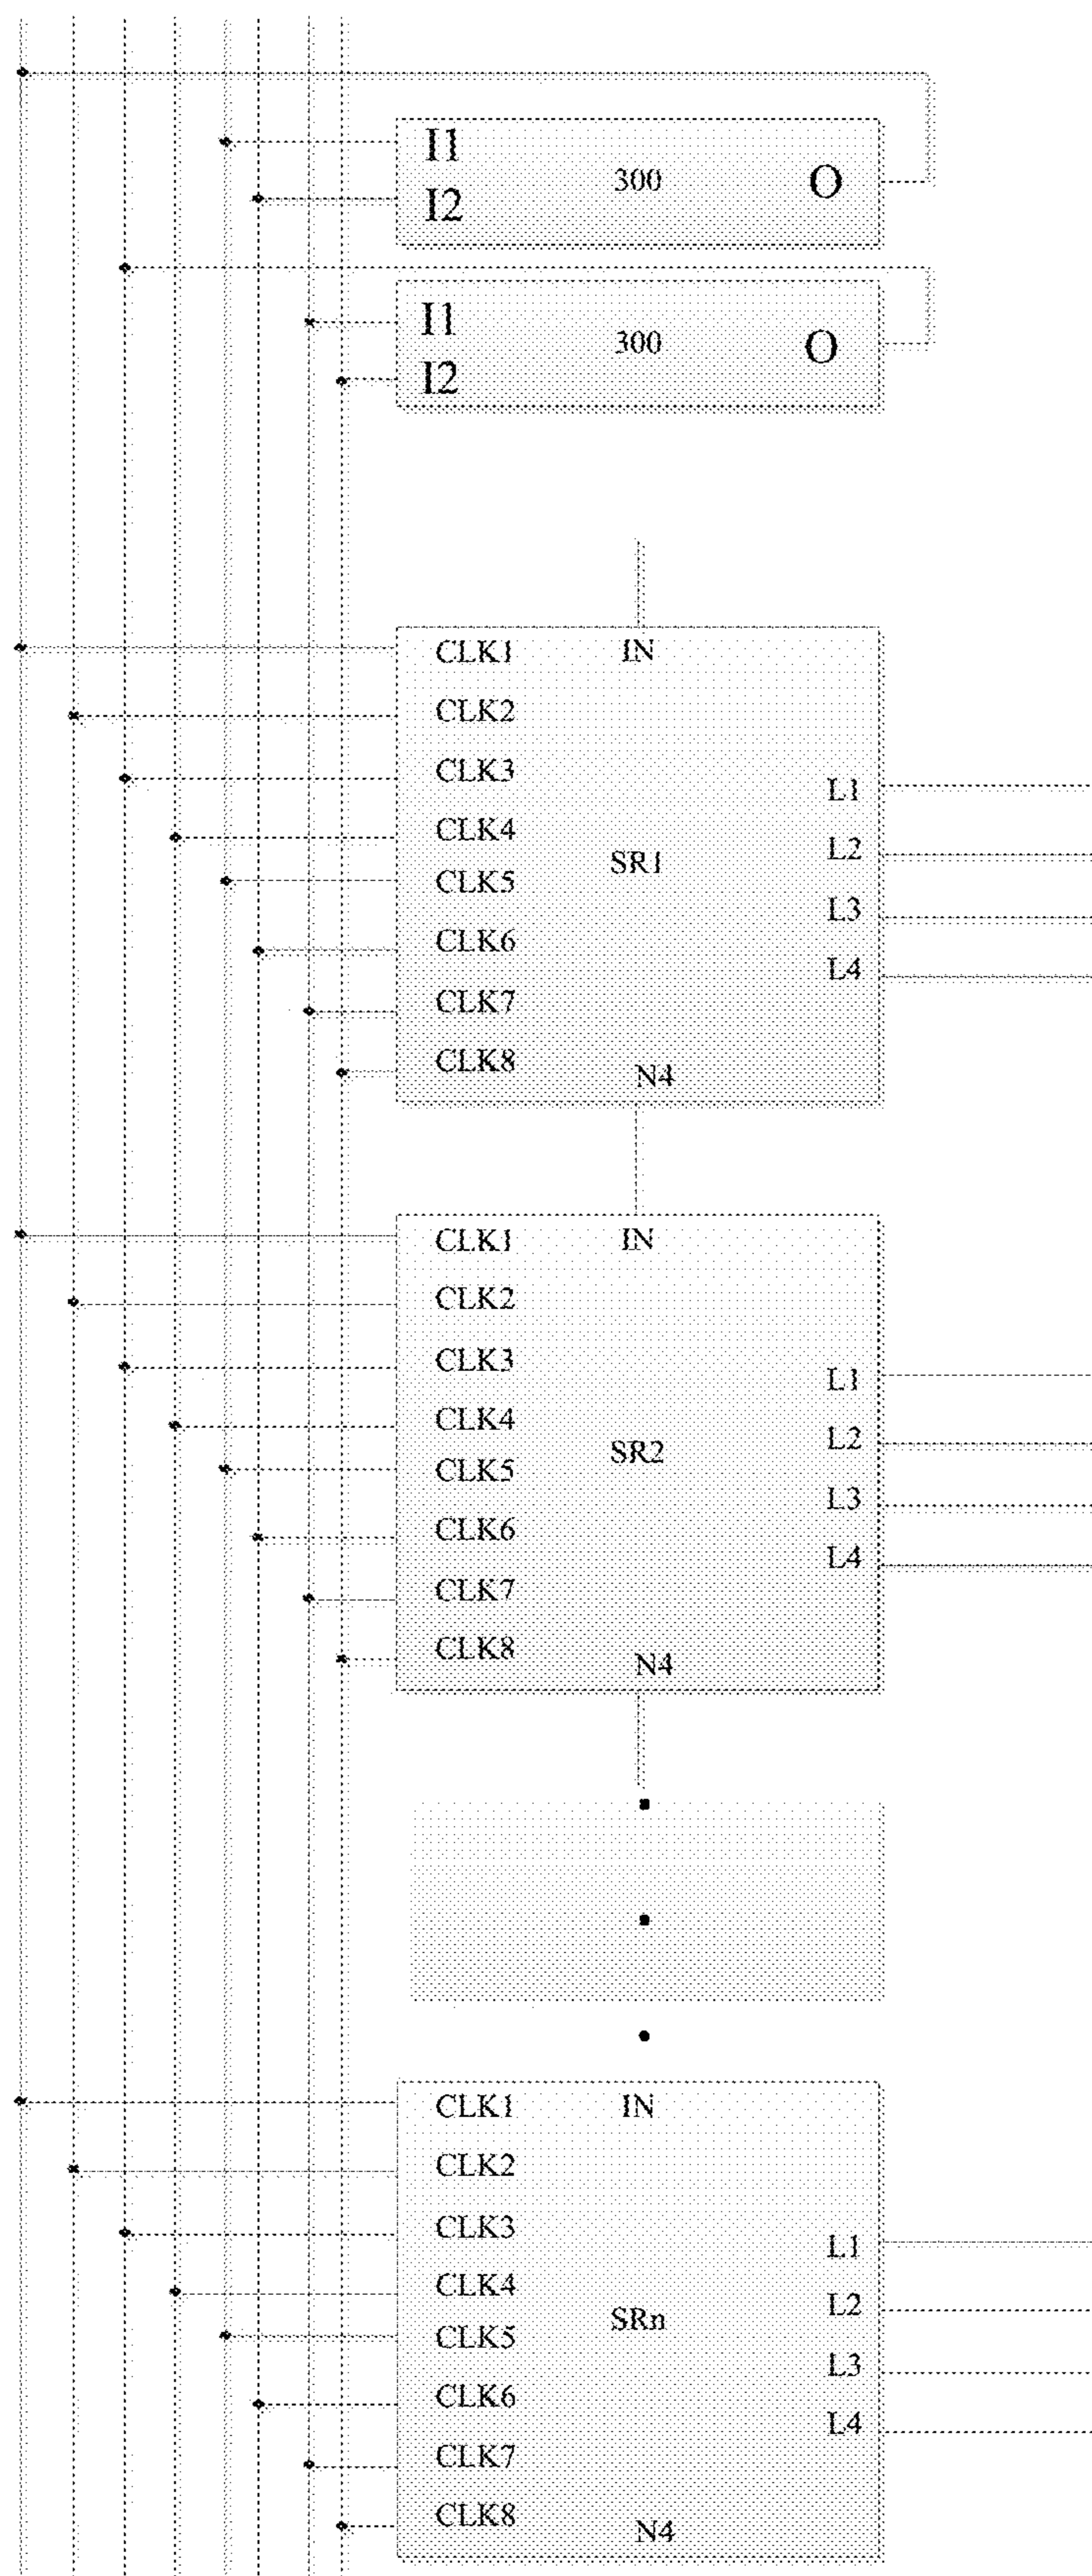 I1
300 O
I2
I1
300 O
I2
CLK1 IN
CLK2
CLK3
L1
CLK4
L2
SR1
CLK5
L3
CLK6
L4
CLK7
CLK8
N4
CLK1 IN
CLK2
CLK3
L1
CLK4
L2
SR2
CLK5
L3
CLK6
L4
CLK7
CLK8
N4
CLK1 IN
CLK2
CLK3
L1
CLK4
L2
SRn
CLK5
L3
CLK6
L4
CLK7
CLK8
N4